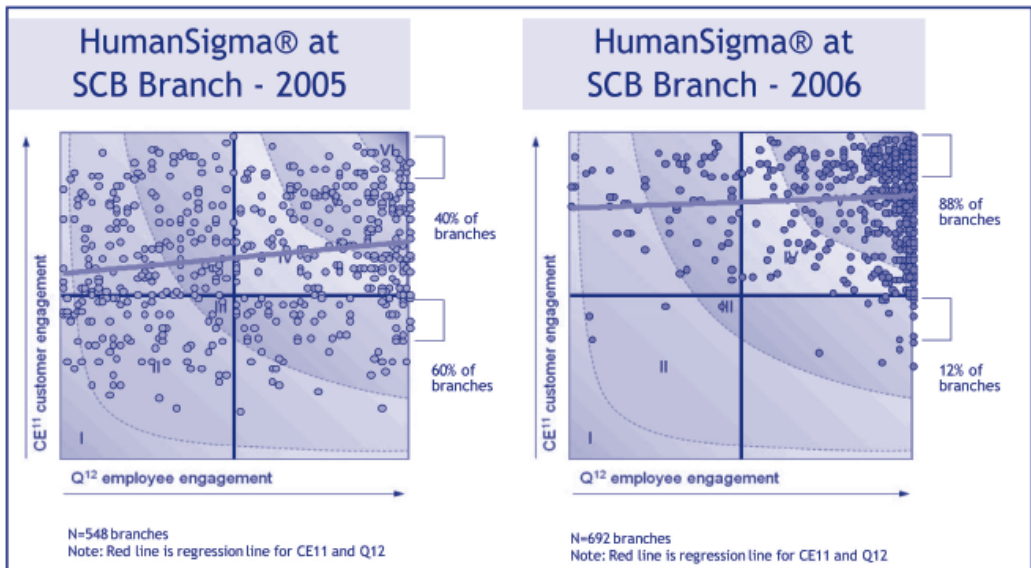 HumanSigma® at
SCB Branch - 2005
HumanSigma® at
SCB Branch - 2006
CE¹¹ customer engagement
VI
IV
III
II
I
40% of
branches
60% of
branches
Q¹² employee engagement
N=548 branches
Note: Red line is regression line for CE11 and Q12
CE¹¹ customer engagement
IV
III
II
I
88% of
branches
12% of
branches
Q¹² employee engagement
N=692 branches
Note: Red line is regression line for CE11 and Q12